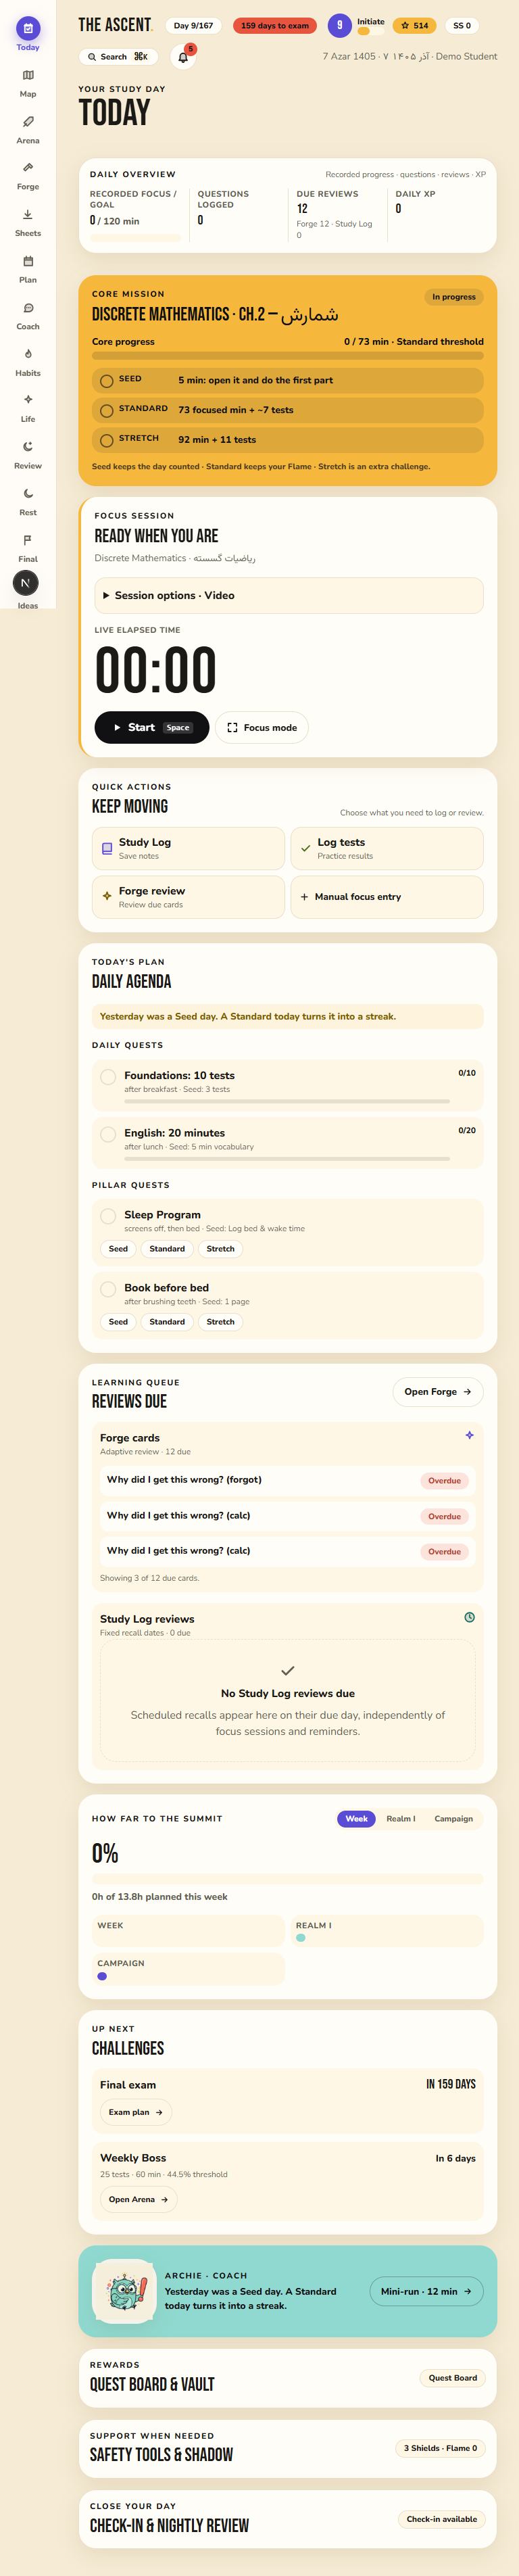 THE ASCENT.
Day 9/167
159 days to exam
9
Initiate
514
SS 0
Search ⌘K
5
7 Azar 1405 · ۷ آذر ۱۴۰۵ · Demo Student
Today
Map
Arena
Forge
Sheets
Plan
Coach
Habits
Life
Review
Rest
Final
N
Ideas
YOUR STUDY DAY
TODAY
DAILY OVERVIEW
Recorded progress · questions · reviews · XP
RECORDED FOCUS /
GOAL
0 / 120 min
QUESTIONS
LOGGED
0
DUE REVIEWS
12
Forge 12 · Study Log
0
DAILY XP
0
CORE MISSION
In progress
DISCRETE MATHEMATICS · CH.2 — شمارش
Core progress
0 / 73 min · Standard threshold
SEED 5 min: open it and do the first part
STANDARD 73 focused min + ~7 tests
STRETCH 92 min + 11 tests
Seed keeps the day counted · Standard keeps your Flame · Stretch is an extra challenge.
FOCUS SESSION
READY WHEN YOU ARE
Discrete Mathematics · ریاضیات گسسته
Session options · Video
LIVE ELAPSED TIME
00:00
Start Space
Focus mode
QUICK ACTIONS
KEEP MOVING
Choose what you need to log or review.
Study Log
Save notes
Log tests
Practice results
Forge review
Review due cards
Manual focus entry
TODAY'S PLAN
DAILY AGENDA
Yesterday was a Seed day. A Standard today turns it into a streak.
DAILY QUESTS
Foundations: 10 tests
0/10
after breakfast · Seed: 3 tests
English: 20 minutes
0/20
after lunch · Seed: 5 min vocabulary
PILLAR QUESTS
Sleep Program
screens off, then bed · Seed: Log bed & wake time
Seed Standard Stretch
Book before bed
after brushing teeth · Seed: 1 page
Seed Standard Stretch
LEARNING QUEUE
REVIEWS DUE
Open Forge →
Forge cards
Adaptive review · 12 due
Why did I get this wrong? (forgot) Overdue
Why did I get this wrong? (calc) Overdue
Why did I get this wrong? (calc) Overdue
Showing 3 of 12 due cards.
Study Log reviews
Fixed recall dates · 0 due
No Study Log reviews due
Scheduled recalls appear here on their due day, independently of
focus sessions and reminders.
HOW FAR TO THE SUMMIT
Week Realm I Campaign
0%
0h of 13.8h planned this week
WEEK
REALM I
CAMPAIGN
UP NEXT
CHALLENGES
Final exam
IN 159 DAYS
Exam plan →
Weekly Boss
In 6 days
25 tests · 60 min · 44.5% threshold
Open Arena →
ARCHIE · COACH
Yesterday was a Seed day. A Standard
today turns it into a streak.
Mini-run · 12 min →
REWARDS
QUEST BOARD & VAULT
Quest Board
SUPPORT WHEN NEEDED
SAFETY TOOLS & SHADOW
3 Shields · Flame 0
CLOSE YOUR DAY
CHECK-IN & NIGHTLY REVIEW
Check-in available